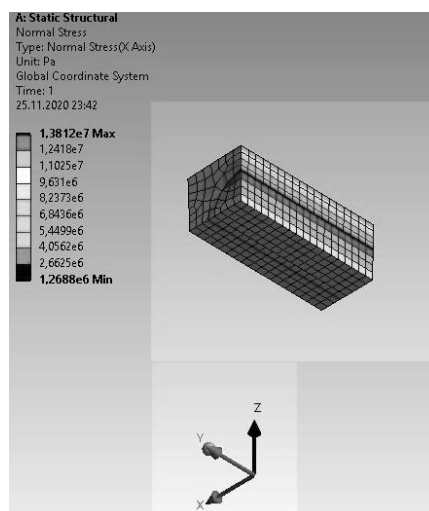 A: Static Structural
Normal Stress
Type: Normal Stress(X Axis)
Unit: Pa
Global Coordinate System
Time: 1
25.11.2020 23:42
1,3812e7 Max
1,2418e7
1,1025e7
9,631e6
8,2373e6
6,8436e6
5,4499e6
4,0562e6
2,6625e6
1,2688e6 Min
Z
Y
X